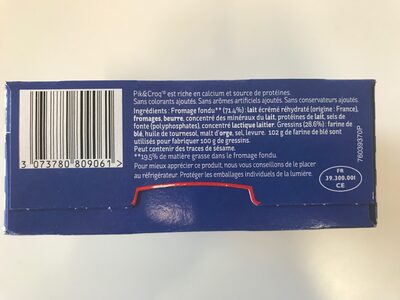 Pik&Croq' est riche en calcium et source de protéines.
Sans colorants ajoutés. Sans arômes artificiels ajoutés. Sans conservateurs ajoutés
Ingrédients : Fromage fondu** (71.4%) : lait écrémé réhydraté (origine : France),
fromages, beurre, concentré des minéraux du lait, protéines de lait, sels de
fonte (polyphosphates), concentré lactique laitier. Gressins (28.6%) : farine de
blé, huile de tournesol, malt d'orge, sel, levure. 102 g de farine de blé sont
utilisés pour fabriquer 100 g de gressins.
Peut contenir des traces de sésame.
**19.5% de matière grasse dans le fromage fondu.
Pour mieux apprécier ce produit, nous vous conseillons de le placer
au réfrigérateur. Protéger les emballages individuels de la lumière.
3 073780 809061
76039370P
FR
39.300.001
CE